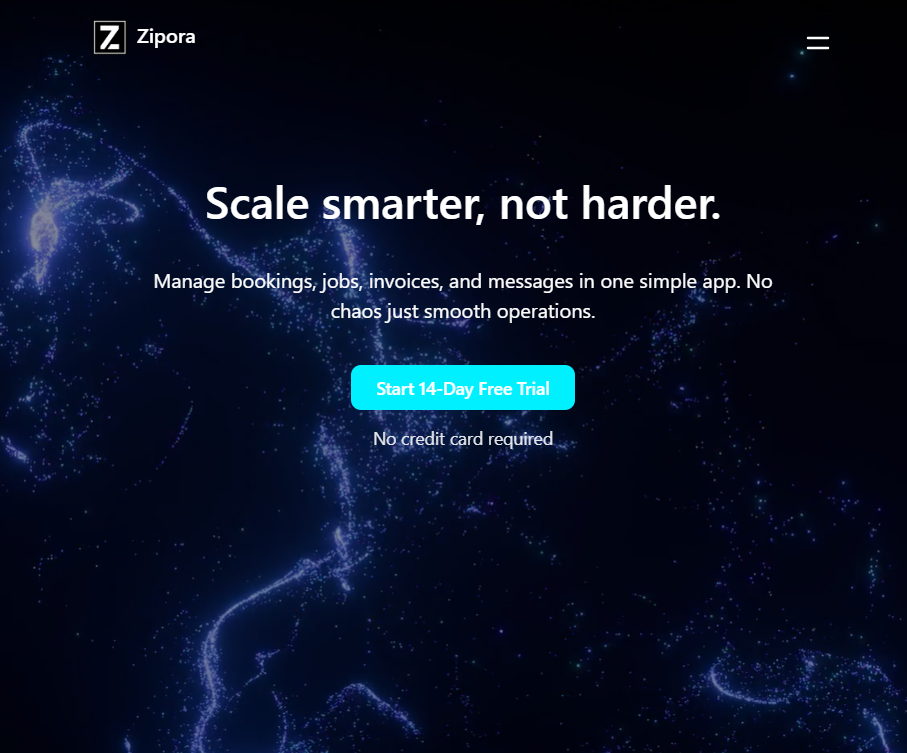 Z Zipora
Scale smarter, not harder.
Manage bookings, jobs, invoices, and messages in one simple app. No
chaos just smooth operations.
Start 14-Day Free Trial
No credit card required